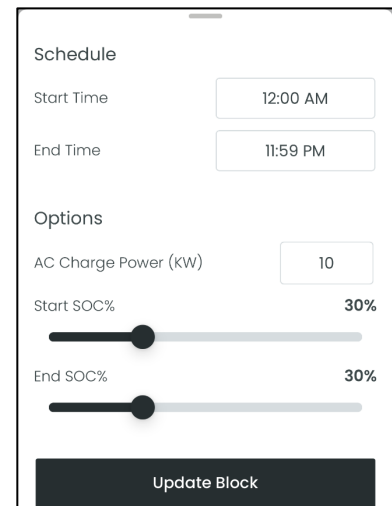 Schedule
Start Time 12:00 AM
End Time 11:59 PM
Options
AC Charge Power (KW) 10
Start SOC% 30%
End SOC% 30%
Update Block